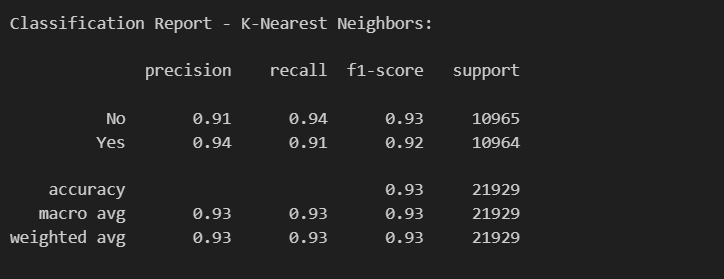 Classification Report - K-Nearest Neighbors:
precision recall f1-score support
No 0.91 0.94 0.93 10965
Yes 0.94 0.91 0.92 10964
accuracy 0.93 21929
macro avg 0.93 0.93 0.93 21929
weighted avg 0.93 0.93 0.93 21929